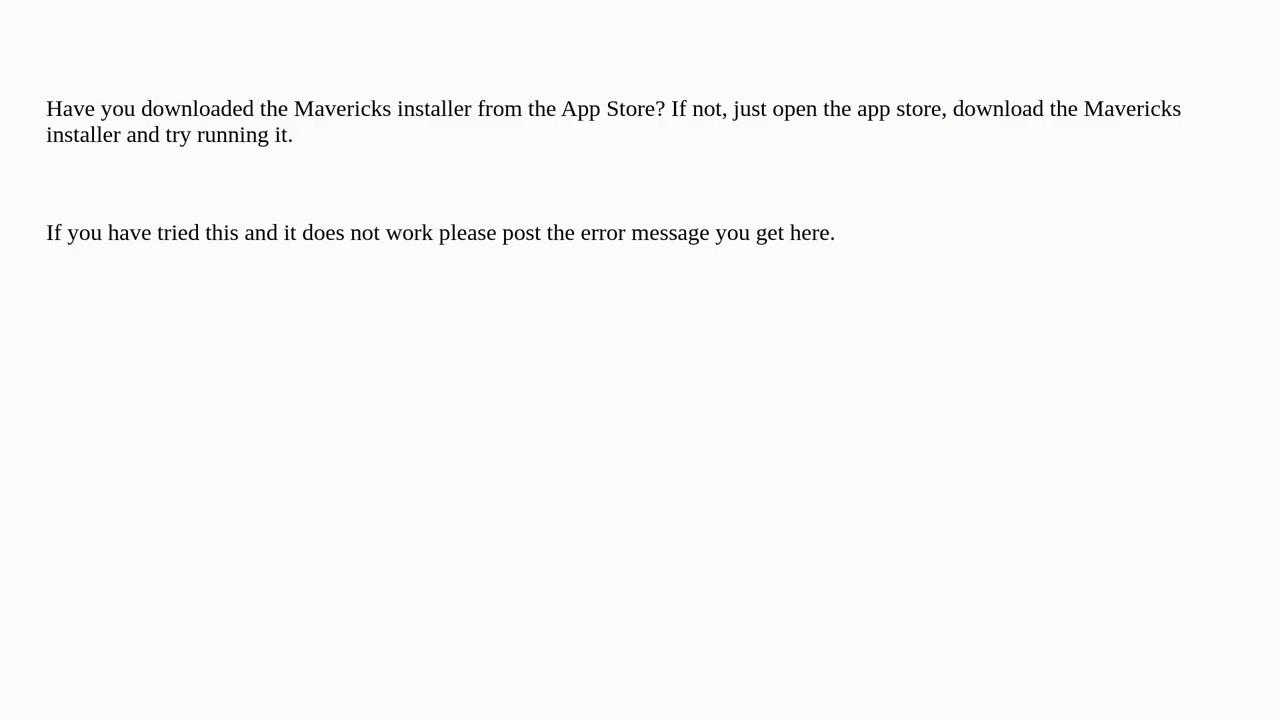 Have you downloaded the Mavericks installer from the App Store? If not, just open the app store, download the Mavericks
installer and try running it.
If you have tried this and it does not work please post the error message you get here.